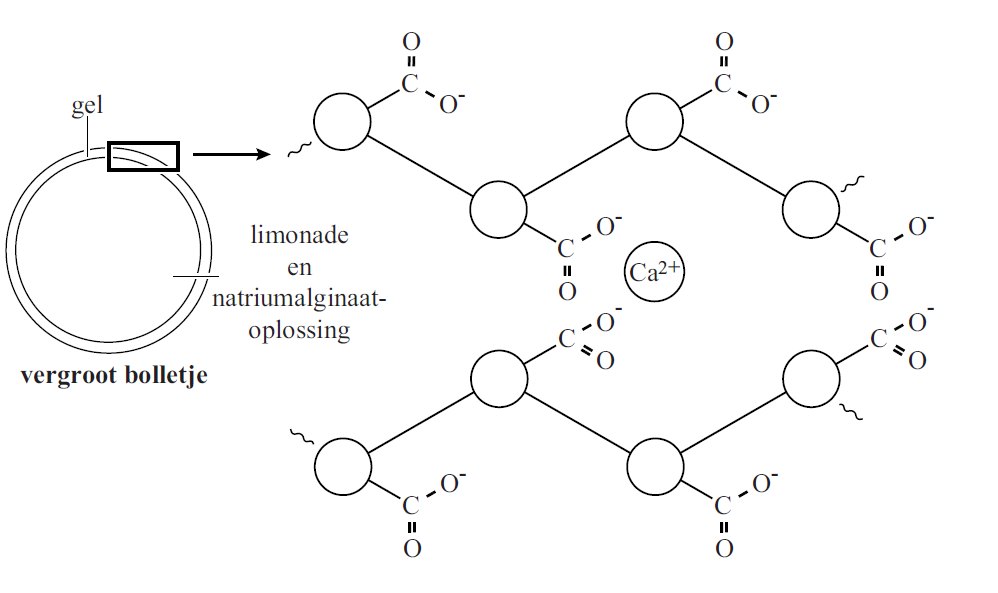 gel
limonade
en
natriumalginaat-
oplossing
vergroot bolletje
O
C
O-
O
C
O-
C
O-
O
Ca2+
C
O-
O
C
O-
O
C
O-
O
C
O-
O
C
O-
O